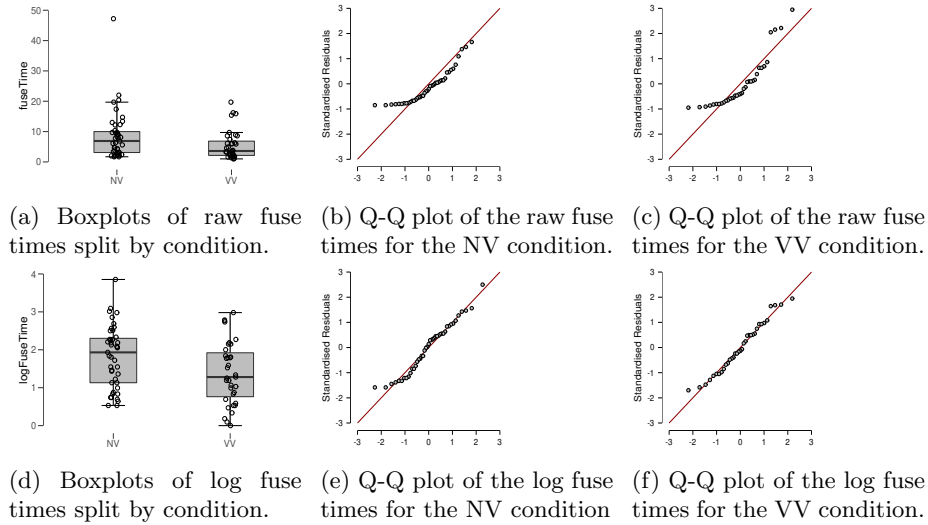 50
40
30
20
10
0
fuseTime
NV VV
3
2
1
0
-1
-2
-3
Standardised Residuals
-3 -2 -1 0 1 2 3
3
2
1
0
-1
-2
-3
Standardised Residuals
-3 -2 -1 0 1 2 3
(a) Boxplots of raw fuse
times split by condition.
(b) Q-Q plot of the raw fuse
times for the NV condition.
(c) Q-Q plot of the raw fuse
times for the VV condition.
4
3
2
1
0
logFuseTime
NV VV
3
2
1
0
-1
-2
-3
Standardised Residuals
-3 -2 -1 0 1 2 3
3
2
1
0
-1
-2
-3
Standardised Residuals
-3 -2 -1 0 1 2 3
(d) Boxplots of log fuse
times split by condition.
(e) Q-Q plot of the log fuse
times for the NV condition
(f) Q-Q plot of the log fuse
times for the VV condition.